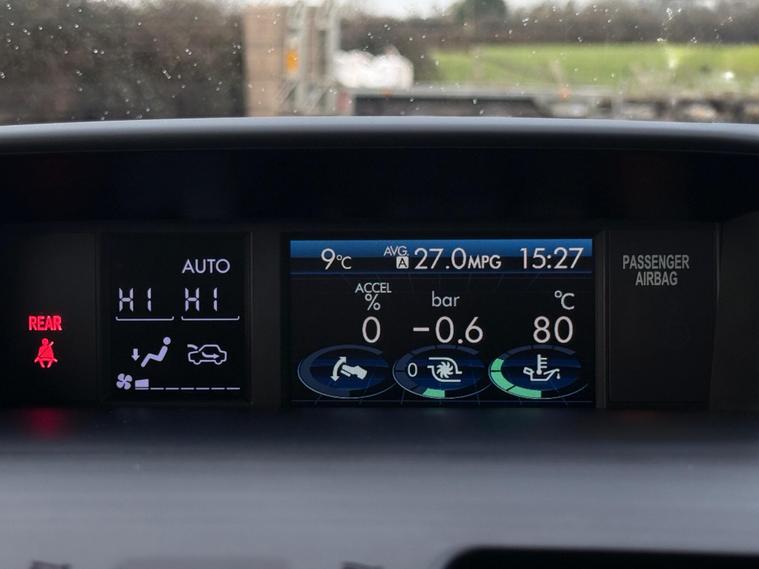 REAR
AUTO
HI HI
9°C AVG. A 27.0MPG 15:27
ACCEL % bar °C
0 -0.6 80
0
PASSENGER
AIRBAG